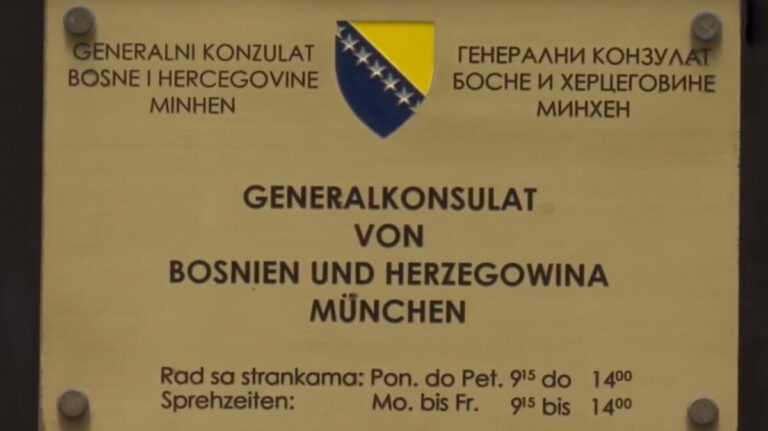 GENERALNI KONZULAT
BOSNE I HERCEGOVINE
MINHEN
ГЕНЕРАЛНИ КОНЗУЛАТ
БОСНЕ И ХЕРЦЕГОВИНЕ
МИНХЕН
GENERALKONSULAT
VON
BOSNIEN UND HERZEGOWINA
MÜNCHEN
Rad sa strankama: Pon. do Pet. 9¹⁵ do 14⁰⁰
Sprehzeiten: Mo. bis Fr. 9¹⁵ bis 14⁰⁰